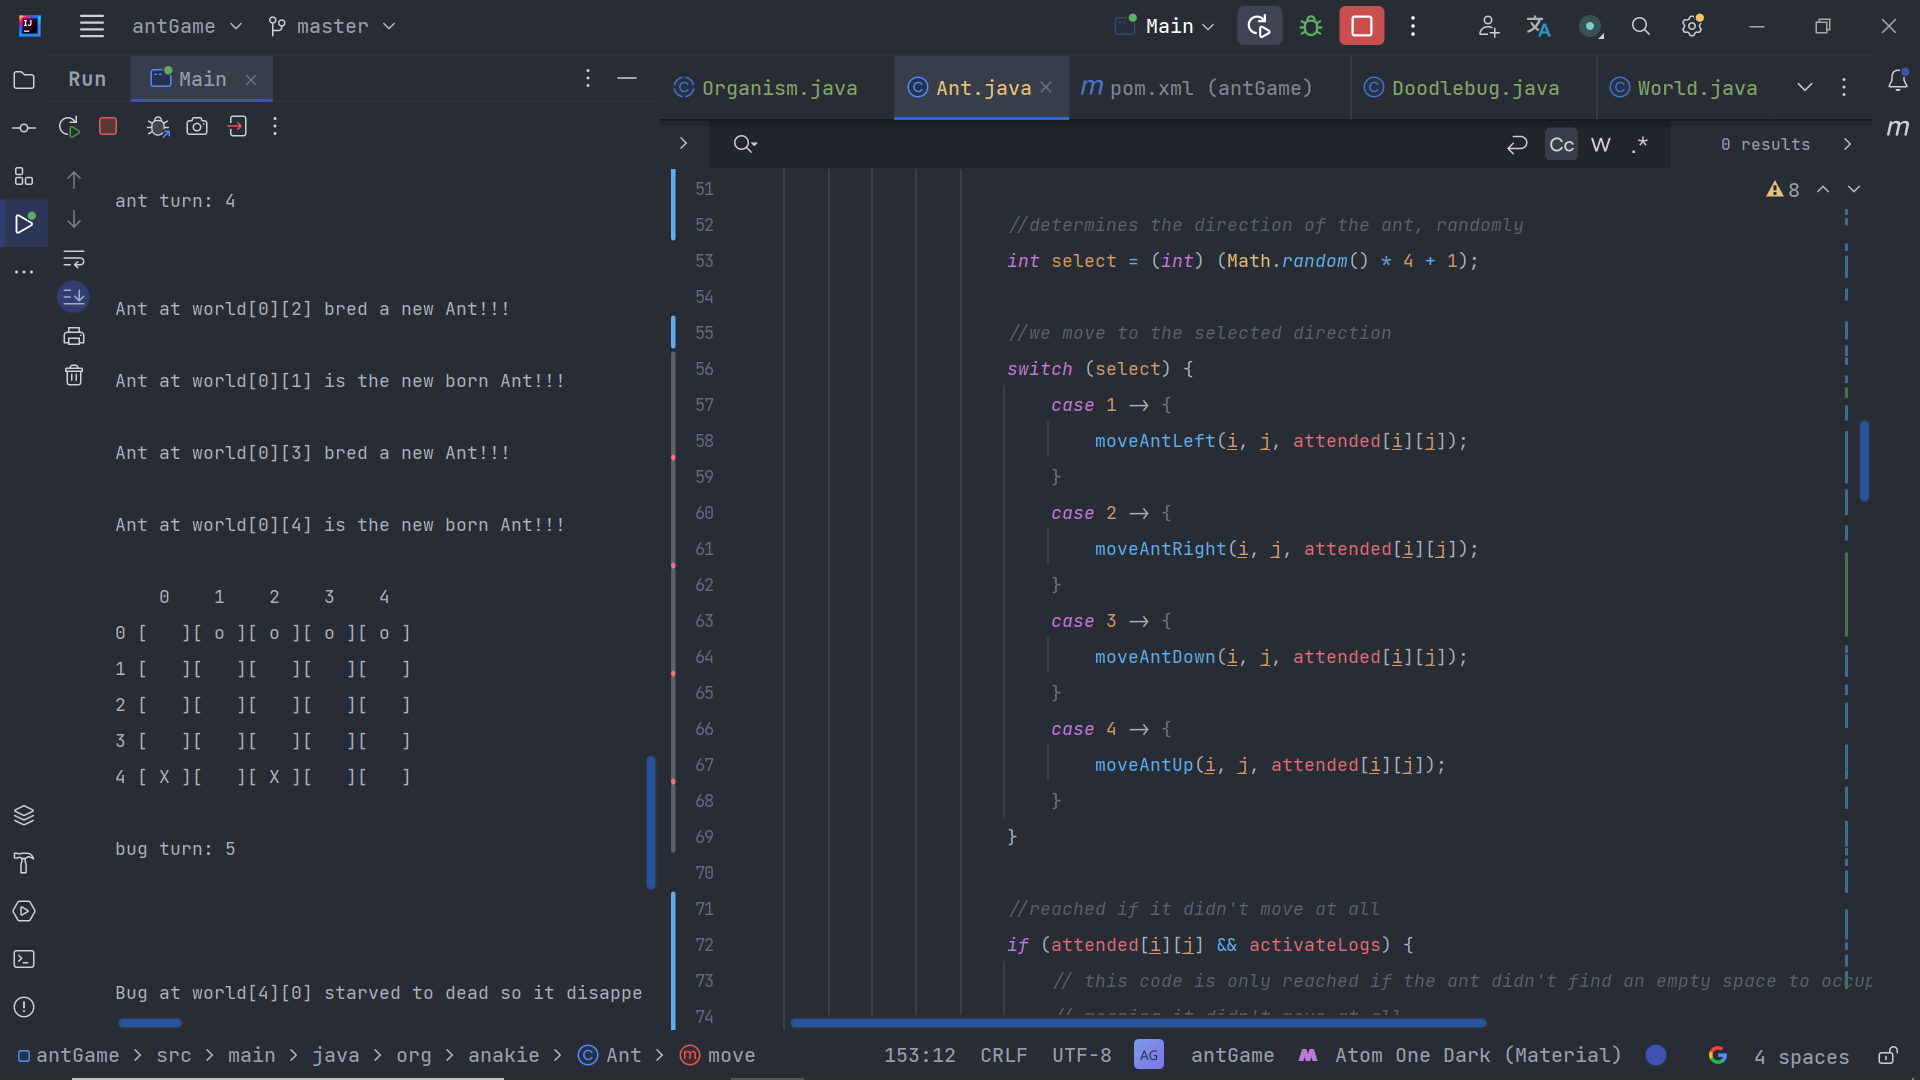 antGame
master
Main
Run
Main
Organism.java
Ant.java
m pom.xml (antGame)
Doodlebug.java
World.java
Cc W .*
0 results
m
8
ant turn: 4
Ant at world[0][2] bred a new Ant!!!
Ant at world[0][1] is the new born Ant!!!
Ant at world[0][3] bred a new Ant!!!
Ant at world[0][4] is the new born Ant!!!
0 1 2 3 4
0 [   ][ o ][ o ][ o ][ o ]
1 [   ][   ][   ][   ][   ]
2 [   ][   ][   ][   ][   ]
3 [   ][   ][   ][   ][   ]
4 [ X ][   ][ X ][   ][   ]
bug turn: 5
Bug at world[4][0] starved to dead so it disappe
51
52 //determines the direction of the ant, randomly
53 int select = (int) (Math.random() * 4 + 1);
54
55 //we move to the selected direction
56 switch (select) {
57 case 1 -> {
58 moveAntLeft(i, j, attended[i][j]);
59 }
60 case 2 -> {
61 moveAntRight(i, j, attended[i][j]);
62 }
63 case 3 -> {
64 moveAntDown(i, j, attended[i][j]);
65 }
66 case 4 -> {
67 moveAntUp(i, j, attended[i][j]);
68 }
69 }
70
71 //reached if it didn't move at all
72 if (attended[i][j] && activateLogs) {
73 // this code is only reached if the ant didn't find an empty space to occup
74 // meaning it didn't move at all
antGame > src > main > java > org > anakie > Ant > move
153:12 CRLF UTF-8 AG antGame Atom One Dark (Material) 4 spaces